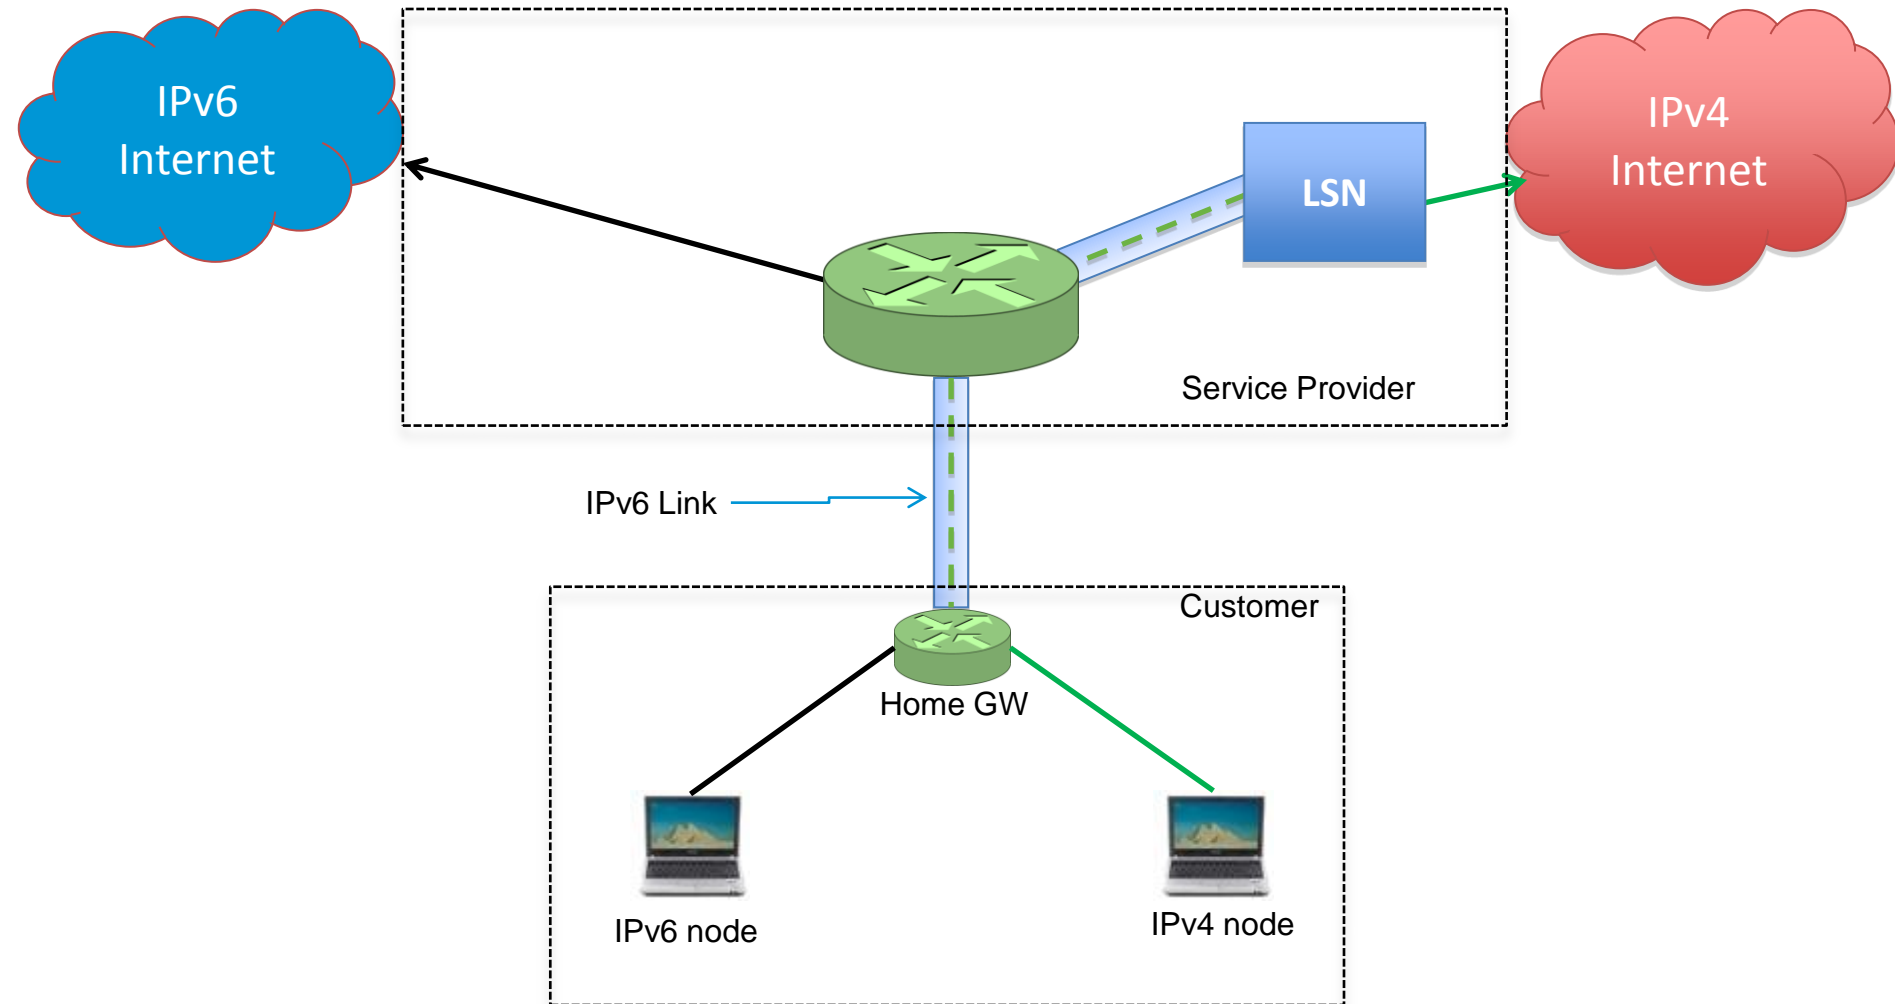 IPv6
Internet
IPv4
Internet
LSN
Service Provider
IPv6 Link
Customer
Home GW
IPv6 node
IPv4 node